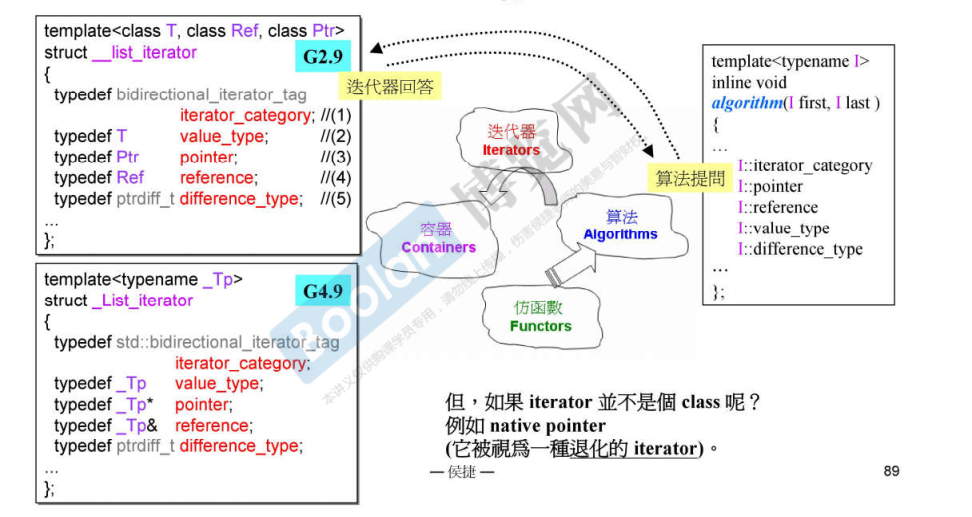 template<class T, class Ref, class Ptr>
struct __list_iterator
G2.9
{
typedef bidirectional_iterator_tag
iterator_category; //(1)
typedef T value_type; //(2)
typedef Ptr pointer; //(3)
typedef Ref reference; //(4)
typedef ptrdiff_t difference_type; //(5)
...
};
迭代器回答
template<typename I>
inline void
algorithm(I first, I last )
{
...
I::iterator_category
I::pointer
I::reference
I::value_type
I::difference_type
...
};
算法提問
迭代器
Iterators
容器
Containers
算法
Algorithms
仿函數
Functors
template<typename _Tp>
struct _List_iterator
G4.9
{
typedef std::bidirectional_iterator_tag
iterator_category;
typedef _Tp value_type;
typedef _Tp* pointer;
typedef _Tp& reference;
typedef ptrdiff_t difference_type;
...
};
但，如果 iterator 並不是個 class 呢？
例如 native pointer
(它被視爲一種退化的 iterator)。
— 侯捷 —
89
Boolan 博览网